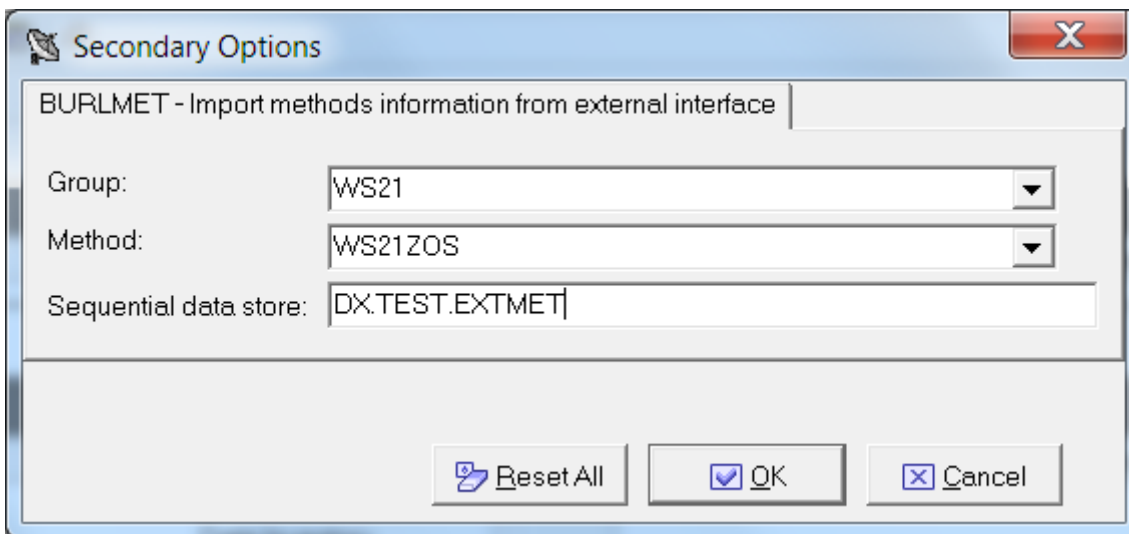 Secondary Options
BURLMET - Import methods information from external interface
Group: WS21
Method: WS21ZOS
Sequential data store: DX.TEST.EXTMET
Reset All OK Cancel